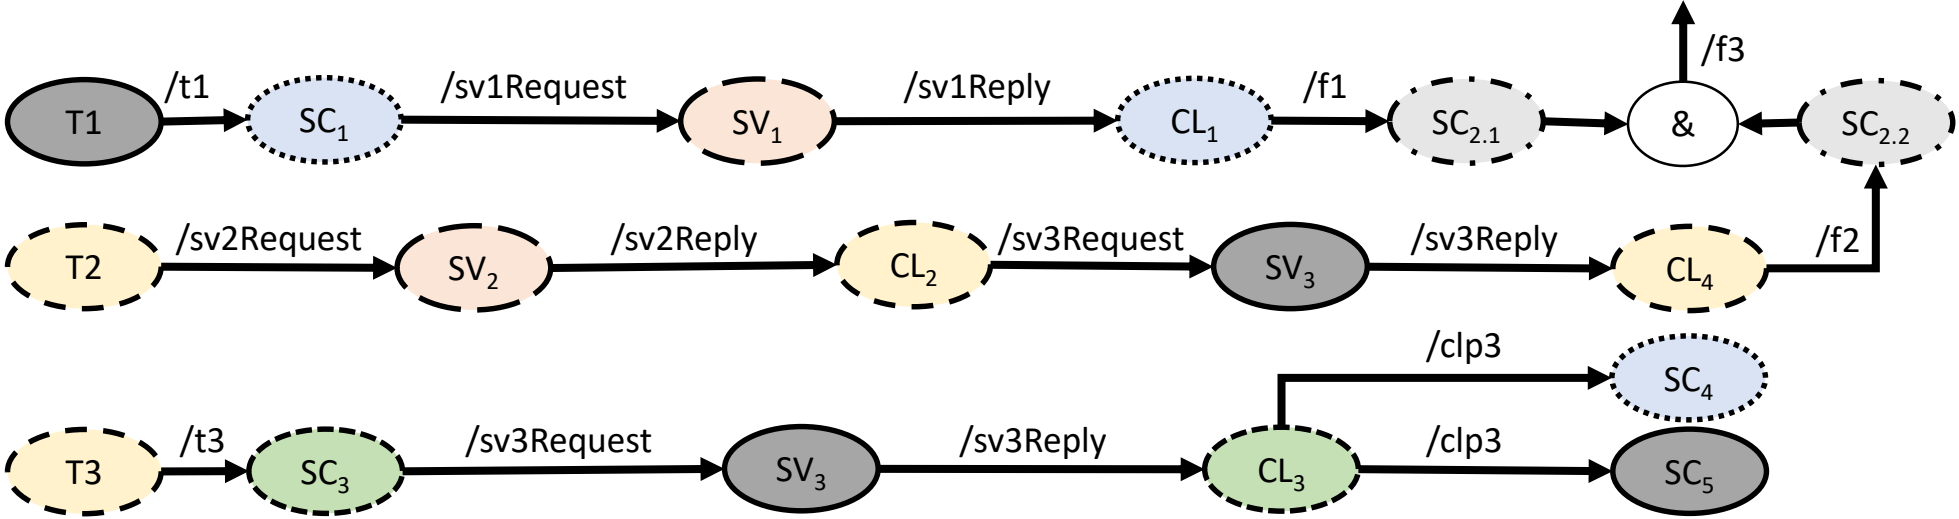 /f3
/t1 /sv1Request /sv1Reply /f1
T1 SC1 SV1 CL1 SC2.1 & SC2.2
/sv2Request /sv2Reply /sv3Request /sv3Reply /f2
T2 SV2 CL2 SV3 CL4
/clp3
SC4
/t3 /sv3Request /sv3Reply /clp3
T3 SC3 SV3 CL3 SC5